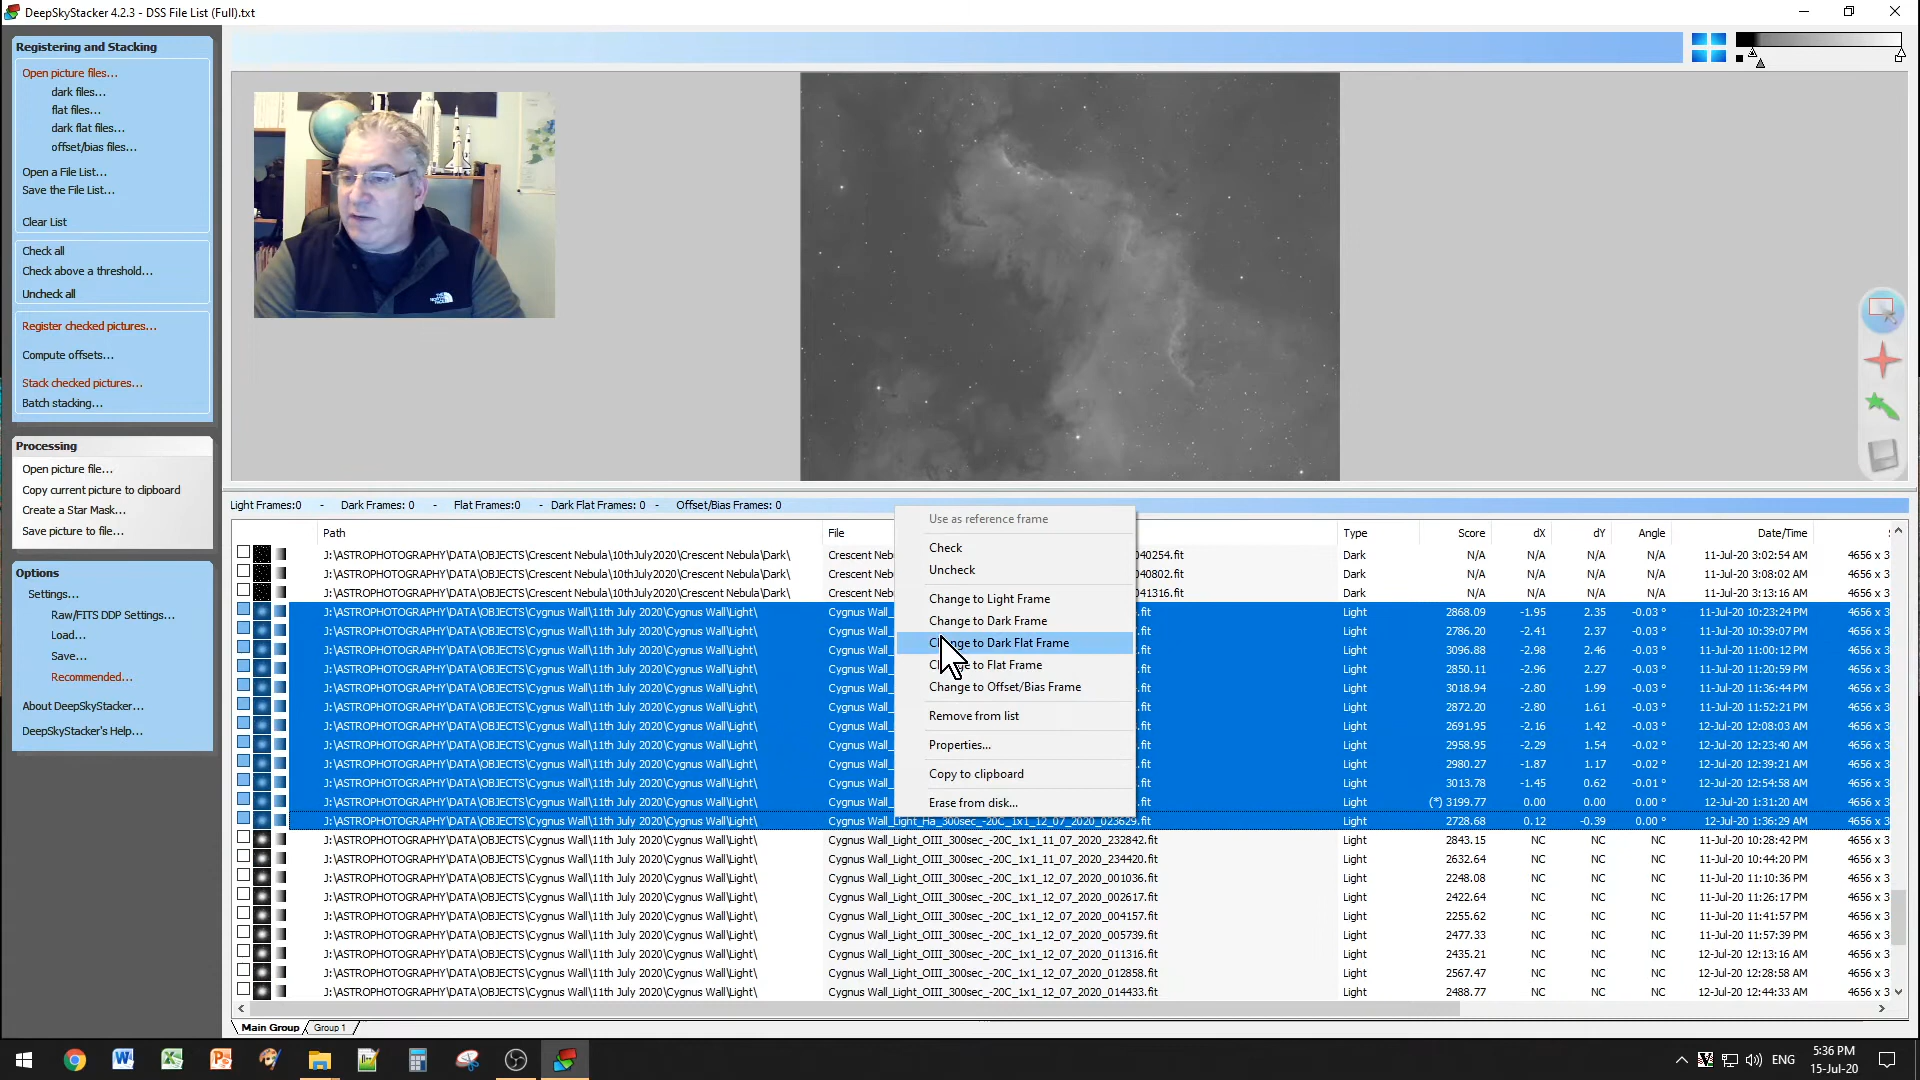 DeepSkyStacker 4.2.3 - DSS File List (Full).txt
Registering and Stacking
Open picture files...
dark files...
flat files...
dark flat files...
offset/bias files...
Open a File List...
Save the File List...
Clear List
Check all
Check above a threshold...
Uncheck all
Register checked pictures...
Compute offsets...
Stack checked pictures...
Batch stacking...
Processing
Open picture file...
Copy current picture to clipboard
Create a Star Mask...
Save picture to file...
Options
Settings...
Raw/FITS DDP Settings...
Load...
Save...
Recommended...
About DeepSkyStacker...
DeepSkyStacker's Help...
THE NORTH FACE
Light Frames:0 - Dark Frames: 0 - Flat Frames:0 - Dark Flat Frames: 0 - Offset/Bias Frames: 0
Path File Type Score dX dY Angle Date/Time
J:\ASTROPHOTOGRAPHY\DATA\OBJECTS\Crescent Nebula\10thJuly2020\Crescent Nebula\Dark\ Crescent Neb 040254.fit Dark N/A N/A N/A N/A 11-Jul-20 3:02:54 AM 4656 x 3
J:\ASTROPHOTOGRAPHY\DATA\OBJECTS\Crescent Nebula\10thJuly2020\Crescent Nebula\Dark\ Crescent Neb 040802.fit Dark N/A N/A N/A N/A 11-Jul-20 3:08:02 AM 4656 x 3
J:\ASTROPHOTOGRAPHY\DATA\OBJECTS\Crescent Nebula\10thJuly2020\Crescent Nebula\Dark\ Crescent Neb 041316.fit Dark N/A N/A N/A N/A 11-Jul-20 3:13:16 AM 4656 x 3
J:\ASTROPHOTOGRAPHY\DATA\OBJECTS\Cygnus Wall\11th July 2020\Cygnus Wall\Light\ Cygnus Wall_ .fit Light 2868.09 -1.95 2.35 -0.03 ° 11-Jul-20 10:23:24 PM 4656 x 3
J:\ASTROPHOTOGRAPHY\DATA\OBJECTS\Cygnus Wall\11th July 2020\Cygnus Wall\Light\ Cygnus Wall_ .fit Light 2786.20 -2.41 2.37 -0.03 ° 11-Jul-20 10:39:07 PM 4656 x 3
J:\ASTROPHOTOGRAPHY\DATA\OBJECTS\Cygnus Wall\11th July 2020\Cygnus Wall\Light\ Cygnus Wall_ .fit Light 3096.88 -2.98 2.46 -0.03 ° 11-Jul-20 11:00:12 PM 4656 x 3
J:\ASTROPHOTOGRAPHY\DATA\OBJECTS\Cygnus Wall\11th July 2020\Cygnus Wall\Light\ Cygnus Wall_ .fit Light 2850.11 -2.96 2.27 -0.03 ° 11-Jul-20 11:20:59 PM 4656 x 3
J:\ASTROPHOTOGRAPHY\DATA\OBJECTS\Cygnus Wall\11th July 2020\Cygnus Wall\Light\ Cygnus Wall_ .fit Light 3018.94 -2.80 1.99 -0.03 ° 11-Jul-20 11:36:44 PM 4656 x 3
J:\ASTROPHOTOGRAPHY\DATA\OBJECTS\Cygnus Wall\11th July 2020\Cygnus Wall\Light\ Cygnus Wall_ .fit Light 2872.20 -2.80 1.61 -0.03 ° 11-Jul-20 11:52:21 PM 4656 x 3
J:\ASTROPHOTOGRAPHY\DATA\OBJECTS\Cygnus Wall\11th July 2020\Cygnus Wall\Light\ Cygnus Wall_ .fit Light 2691.95 -2.16 1.42 -0.03 ° 12-Jul-20 12:08:03 AM 4656 x 3
J:\ASTROPHOTOGRAPHY\DATA\OBJECTS\Cygnus Wall\11th July 2020\Cygnus Wall\Light\ Cygnus Wall_ .fit Light 2958.95 -2.29 1.54 -0.02 ° 12-Jul-20 12:23:40 AM 4656 x 3
J:\ASTROPHOTOGRAPHY\DATA\OBJECTS\Cygnus Wall\11th July 2020\Cygnus Wall\Light\ Cygnus Wall_ .fit Light 2980.27 -1.87 1.17 -0.02 ° 12-Jul-20 12:39:21 AM 4656 x 3
J:\ASTROPHOTOGRAPHY\DATA\OBJECTS\Cygnus Wall\11th July 2020\Cygnus Wall\Light\ Cygnus Wall_ .fit Light 3013.78 -1.45 0.62 -0.01 ° 12-Jul-20 12:54:58 AM 4656 x 3
J:\ASTROPHOTOGRAPHY\DATA\OBJECTS\Cygnus Wall\11th July 2020\Cygnus Wall\Light\ Cygnus Wall_ .fit Light (*) 3199.77 0.00 0.00 0.00 ° 12-Jul-20 1:31:20 AM 4656 x 3
J:\ASTROPHOTOGRAPHY\DATA\OBJECTS\Cygnus Wall\11th July 2020\Cygnus Wall\Light\ Cygnus Wall_Light_Ha_300sec_-20C_1x1_12_07_2020_023629.fit Light 2728.68 0.12 -0.39 0.00 ° 12-Jul-20 1:36:29 AM 4656 x 3
J:\ASTROPHOTOGRAPHY\DATA\OBJECTS\Cygnus Wall\11th July 2020\Cygnus Wall\Light\ Cygnus Wall_Light_OIII_300sec_-20C_1x1_11_07_2020_232842.fit Light 2843.15 NC NC NC 11-Jul-20 10:28:42 PM 4656 x 3
J:\ASTROPHOTOGRAPHY\DATA\OBJECTS\Cygnus Wall\11th July 2020\Cygnus Wall\Light\ Cygnus Wall_Light_OIII_300sec_-20C_1x1_11_07_2020_234420.fit Light 2632.64 NC NC NC 11-Jul-20 10:44:20 PM 4656 x 3
J:\ASTROPHOTOGRAPHY\DATA\OBJECTS\Cygnus Wall\11th July 2020\Cygnus Wall\Light\ Cygnus Wall_Light_OIII_300sec_-20C_1x1_12_07_2020_001036.fit Light 2248.08 NC NC NC 11-Jul-20 11:10:36 PM 4656 x 3
J:\ASTROPHOTOGRAPHY\DATA\OBJECTS\Cygnus Wall\11th July 2020\Cygnus Wall\Light\ Cygnus Wall_Light_OIII_300sec_-20C_1x1_12_07_2020_002617.fit Light 2422.64 NC NC NC 11-Jul-20 11:26:17 PM 4656 x 3
J:\ASTROPHOTOGRAPHY\DATA\OBJECTS\Cygnus Wall\11th July 2020\Cygnus Wall\Light\ Cygnus Wall_Light_OIII_300sec_-20C_1x1_12_07_2020_004157.fit Light 2255.62 NC NC NC 11-Jul-20 11:41:57 PM 4656 x 3
J:\ASTROPHOTOGRAPHY\DATA\OBJECTS\Cygnus Wall\11th July 2020\Cygnus Wall\Light\ Cygnus Wall_Light_OIII_300sec_-20C_1x1_12_07_2020_005739.fit Light 2477.33 NC NC NC 11-Jul-20 11:57:39 PM 4656 x 3
J:\ASTROPHOTOGRAPHY\DATA\OBJECTS\Cygnus Wall\11th July 2020\Cygnus Wall\Light\ Cygnus Wall_Light_OIII_300sec_-20C_1x1_12_07_2020_011316.fit Light 2435.21 NC NC NC 12-Jul-20 12:13:16 AM 4656 x 3
J:\ASTROPHOTOGRAPHY\DATA\OBJECTS\Cygnus Wall\11th July 2020\Cygnus Wall\Light\ Cygnus Wall_Light_OIII_300sec_-20C_1x1_12_07_2020_012858.fit Light 2567.47 NC NC NC 12-Jul-20 12:28:58 AM 4656 x 3
J:\ASTROPHOTOGRAPHY\DATA\OBJECTS\Cygnus Wall\11th July 2020\Cygnus Wall\Light\ Cygnus Wall_Light_OIII_300sec_-20C_1x1_12_07_2020_014433.fit Light 2488.77 NC NC NC 12-Jul-20 12:44:33 AM 4656 x 3
Use as reference frame
Check
Uncheck
Change to Light Frame
Change to Dark Frame
Change to Dark Flat Frame
to Flat Frame
Change to Offset/Bias Frame
Remove from list
Properties...
Copy to clipboard
Erase from disk...
Main Group Group 1
ENG
5:36 PM
15-Jul-20